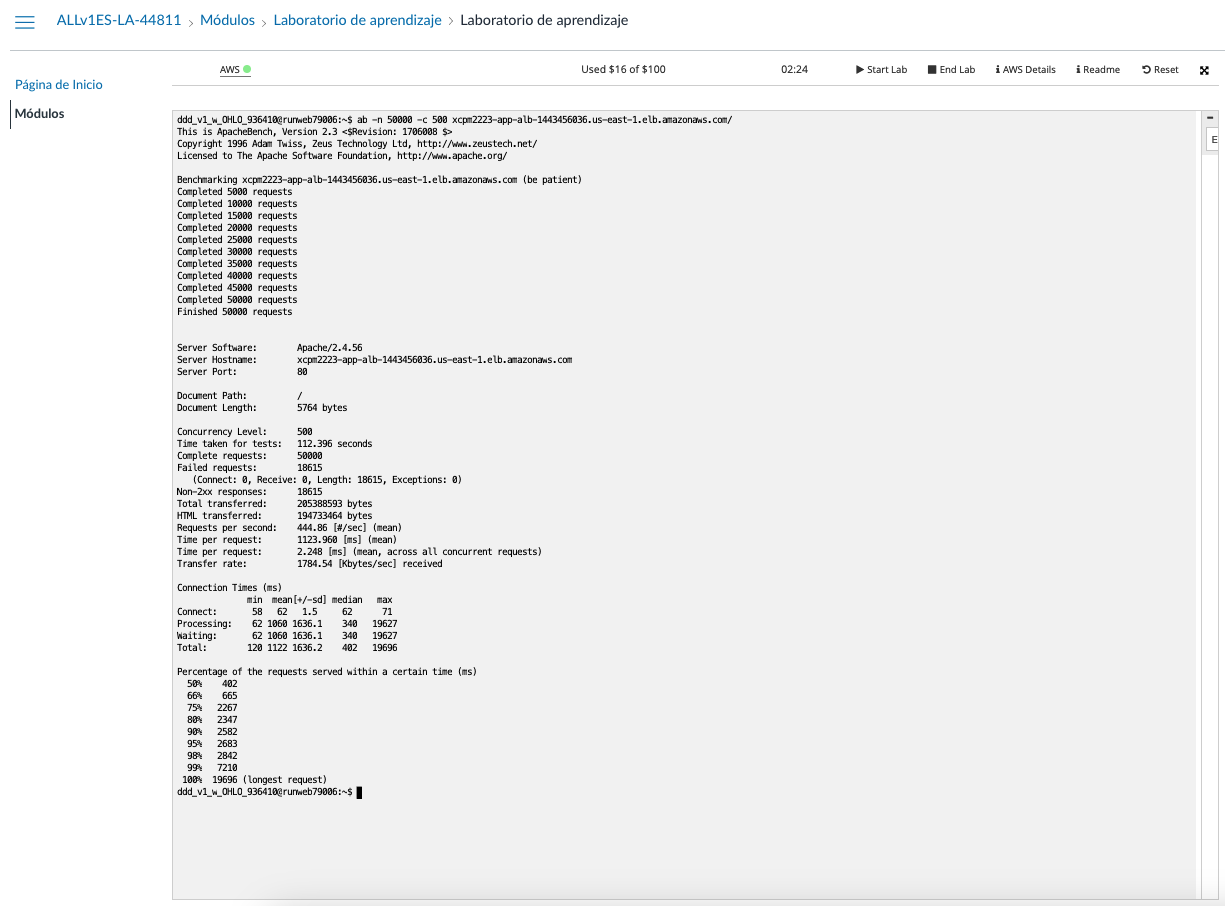 ALLv1ES-LA-44811 > Módulos > Laboratorio de aprendizaje > Laboratorio de aprendizaje
Página de Inicio
Módulos
AWS Used $16 of $100 02:24 Start Lab End Lab AWS Details Readme Reset
ddd_v1_w_OHLO_936410@runweb79006:~$ ab -n 50000 -c 500 xcpm2223-app-alb-1443456036.us-east-1.elb.amazonaws.com/
This is ApacheBench, Version 2.3 <$Revision: 1706008 $>
Copyright 1996 Adam Twiss, Zeus Technology Ltd, http://www.zeustech.net/
Licensed to The Apache Software Foundation, http://www.apache.org/
Benchmarking xcpm2223-app-alb-1443456036.us-east-1.elb.amazonaws.com (be patient)
Completed 5000 requests
Completed 10000 requests
Completed 15000 requests
Completed 20000 requests
Completed 25000 requests
Completed 30000 requests
Completed 35000 requests
Completed 40000 requests
Completed 45000 requests
Completed 50000 requests
Finished 50000 requests
Server Software: Apache/2.4.56
Server Hostname: xcpm2223-app-alb-1443456036.us-east-1.elb.amazonaws.com
Server Port: 80
Document Path: /
Document Length: 5764 bytes
Concurrency Level: 500
Time taken for tests: 112.396 seconds
Complete requests: 50000
Failed requests: 18615
(Connect: 0, Receive: 0, Length: 18615, Exceptions: 0)
Non-2xx responses: 18615
Total transferred: 205388593 bytes
HTML transferred: 194733464 bytes
Requests per second: 444.86 [#/sec] (mean)
Time per request: 1123.960 [ms] (mean)
Time per request: 2.248 [ms] (mean, across all concurrent requests)
Transfer rate: 1784.54 [Kbytes/sec] received
Connection Times (ms)
min mean[+/-sd] median max
Connect: 58 62 1.5 62 71
Processing: 62 1060 1636.1 340 19627
Waiting: 62 1060 1636.1 340 19627
Total: 120 1122 1636.2 402 19696
Percentage of the requests served within a certain time (ms)
50% 402
66% 665
75% 2267
80% 2347
90% 2582
95% 2683
98% 2842
99% 7210
100% 19696 (longest request)
ddd_v1_w_OHLO_936410@runweb79006:~$
E